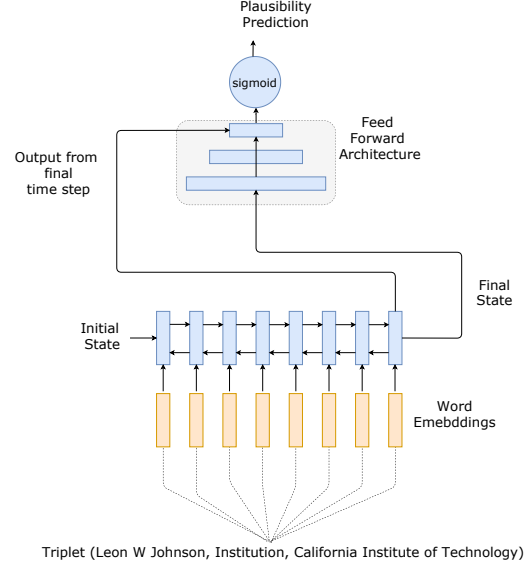 Plausibility
Prediction
sigmoid
Feed
Forward
Architecture
Output from
final
time step
Final
State
Initial
State
Word
Emebddings
Triplet (Leon W Johnson, Institution, California Institute of Technology)